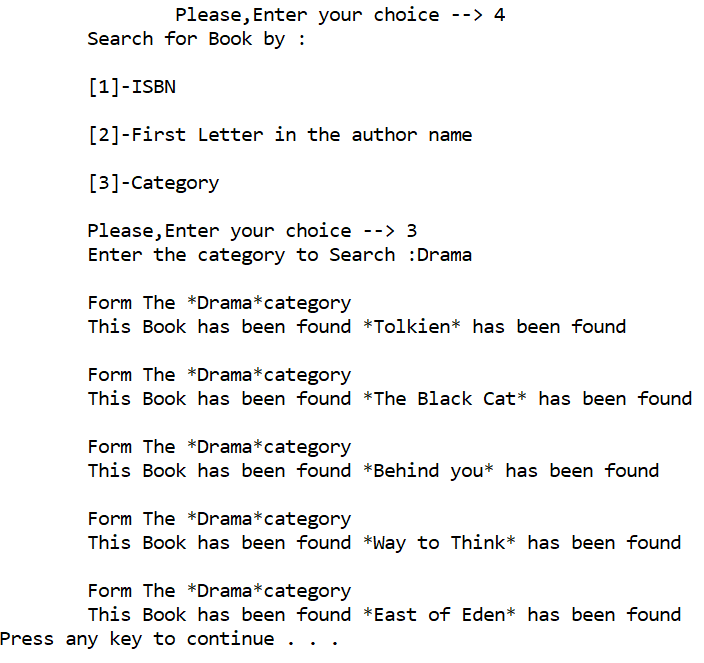 Please,Enter your choice --> 4
Search for Book by :
[1]-ISBN
[2]-First Letter in the author name
[3]-Category
Please,Enter your choice --> 3
Enter the category to Search :Drama
Form The *Drama*category
This Book has been found *Tolkien* has been found
Form The *Drama*category
This Book has been found *The Black Cat* has been found
Form The *Drama*category
This Book has been found *Behind you* has been found
Form The *Drama*category
This Book has been found *Way to Think* has been found
Form The *Drama*category
This Book has been found *East of Eden* has been found
Press any key to continue . . .